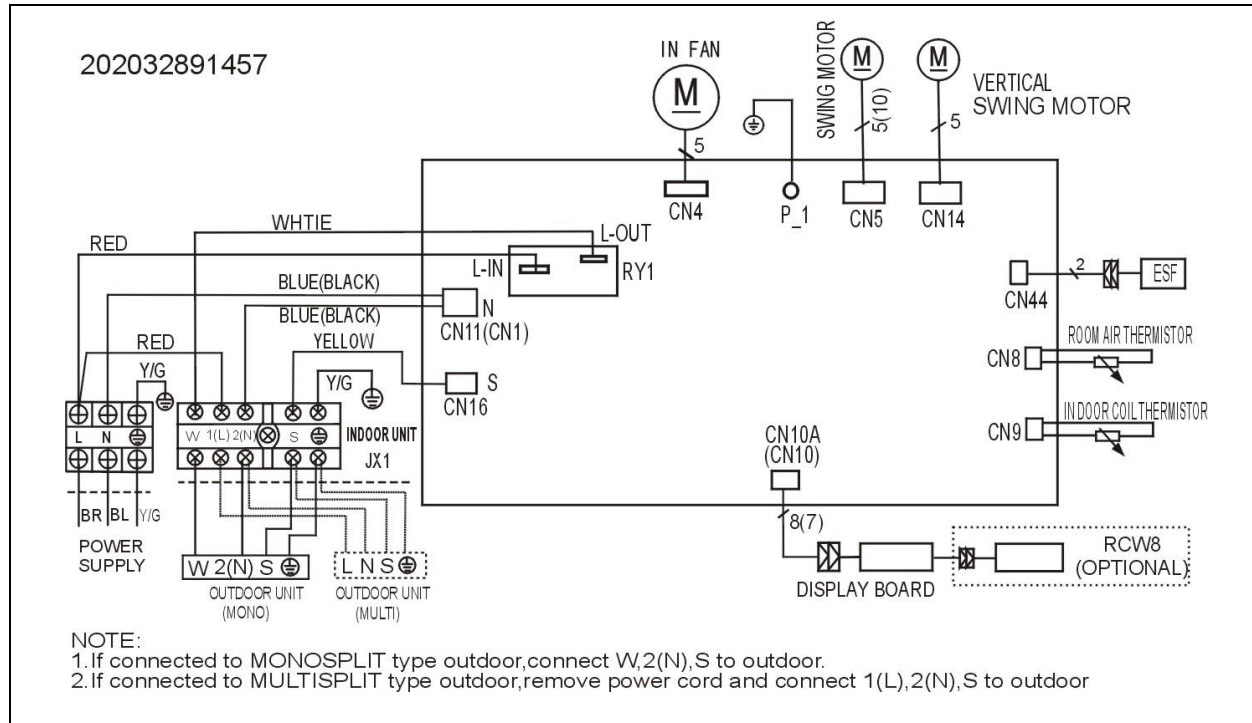 202032891457
IN FAN
M
SWING MOTOR
M
5(10)
M
VERTICAL
SWING MOTOR
5
5
CN4
P_1
CN5
CN14
WHTIE
L-OUT
RED
L-IN
RY1
BLUE(BLACK)
N
CN11(CN1)
BLUE(BLACK)
RED
YELLOW
Y/G
Y/G
S
CN16
CN44
2
ESF
ROOM AIR THERMISTOR
CN8
INDOOR COIL THERMISTOR
CN9
L N
W 1(L) 2(N) S
INDOOR UNIT
JX1
CN10A
(CN10)
8(7)
BR BL Y/G
POWER
SUPPLY
W 2(N) S
OUTDOOR UNIT
(MONO)
L N S
OUTDOOR UNIT
(MULTI)
DISPLAY BOARD
RCW8
(OPTIONAL)
NOTE:
1.If connected to MONOSPLIT type outdoor,connect W,2(N),S to outdoor.
2.If connected to MULTISPLIT type outdoor,remove power cord and connect 1(L),2(N),S to outdoor